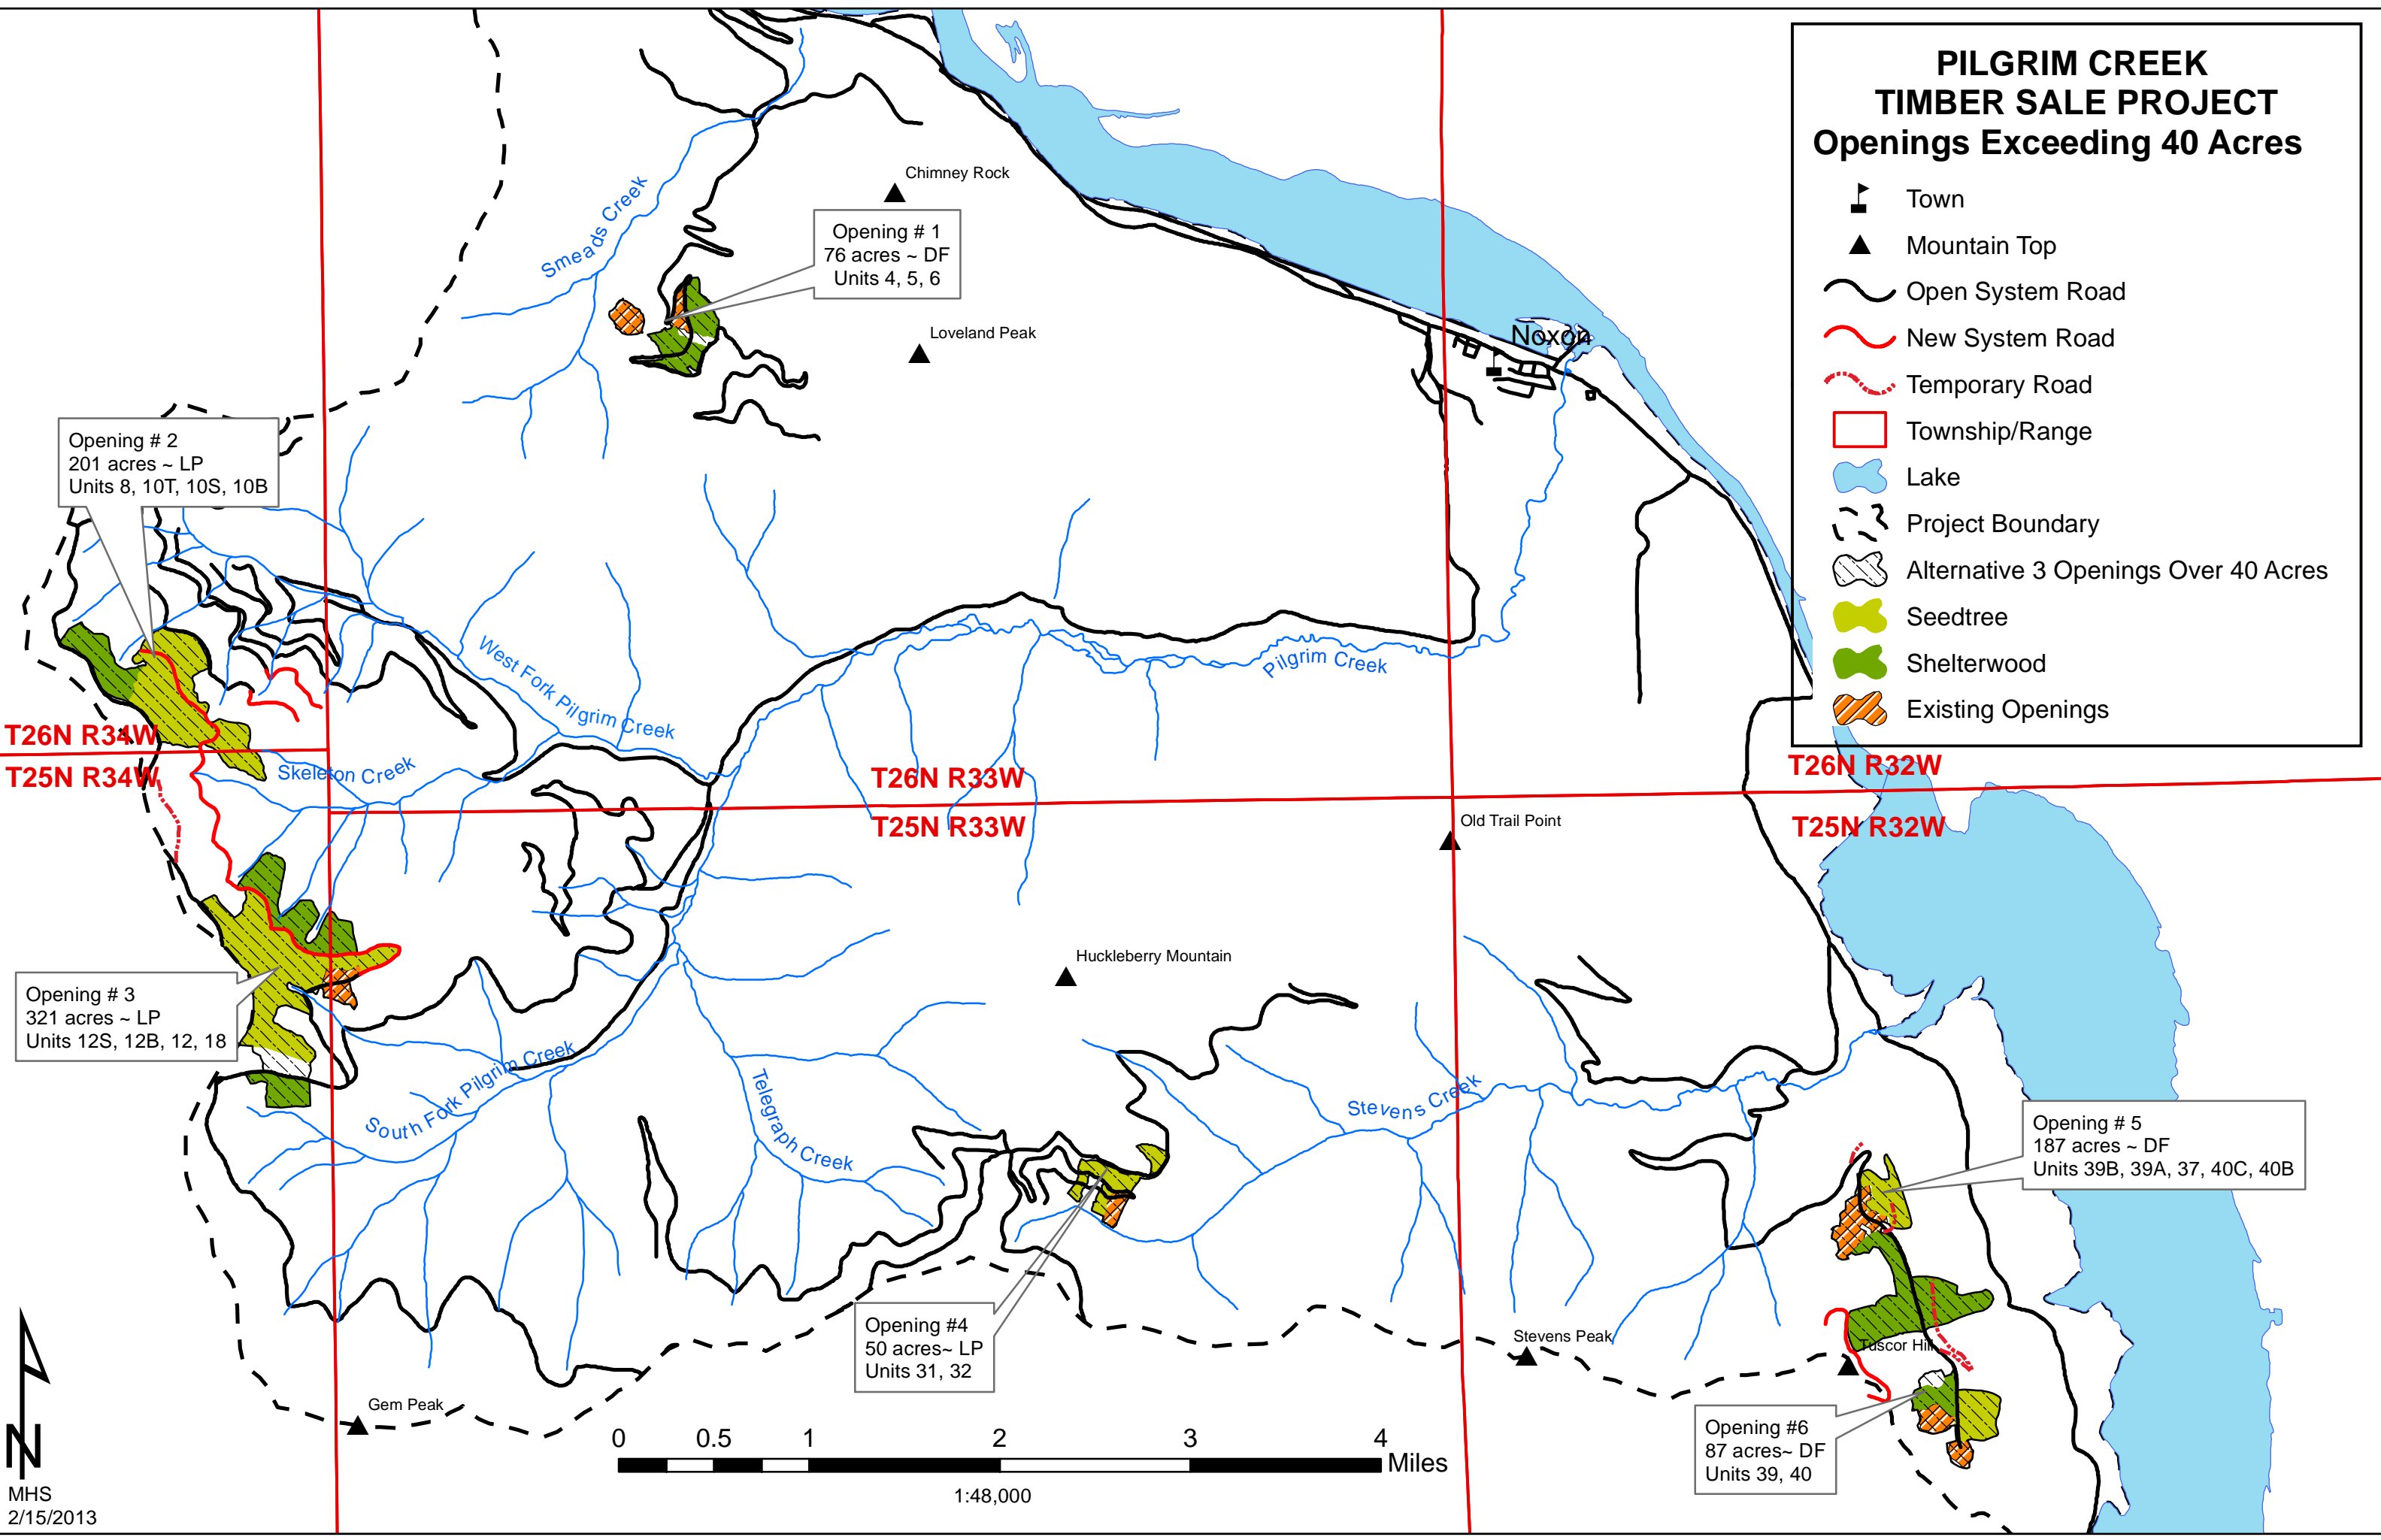 PILGRIM CREEK
TIMBER SALE PROJECT
Openings Exceeding 40 Acres
Town
Mountain Top
Open System Road
New System Road
Temporary Road
Township/Range
Lake
Project Boundary
Alternative 3 Openings Over 40 Acres
Seedtree
Shelterwood
Existing Openings
Chimney Rock
Smeads Creek
Opening # 1
76 acres ~ DF
Units 4, 5, 6
Loveland Peak
Noxon
Opening # 2
201 acres ~ LP
Units 8, 10T, 10S, 10B
West Fork Pilgrim Creek
Pilgrim Creek
T26N R34W
T25N R34W
Skeleton Creek
T26N R33W
T25N R33W
T26N R32W
T25N R32W
Old Trail Point
Huckleberry Mountain
Opening # 3
321 acres ~ LP
Units 12S, 12B, 12, 18
South Fork Pilgrim Creek
Telegraph Creek
Stevens Creek
Opening # 5
187 acres ~ DF
Units 39B, 39A, 37, 40C, 40B
Opening #4
50 acres~ LP
Units 31, 32
Stevens Peak
Tuscor Hill
Gem Peak
Opening #6
87 acres~ DF
Units 39, 40
0 0.5 1 2 3 4
Miles
1:48,000
N
MHS
2/15/2013